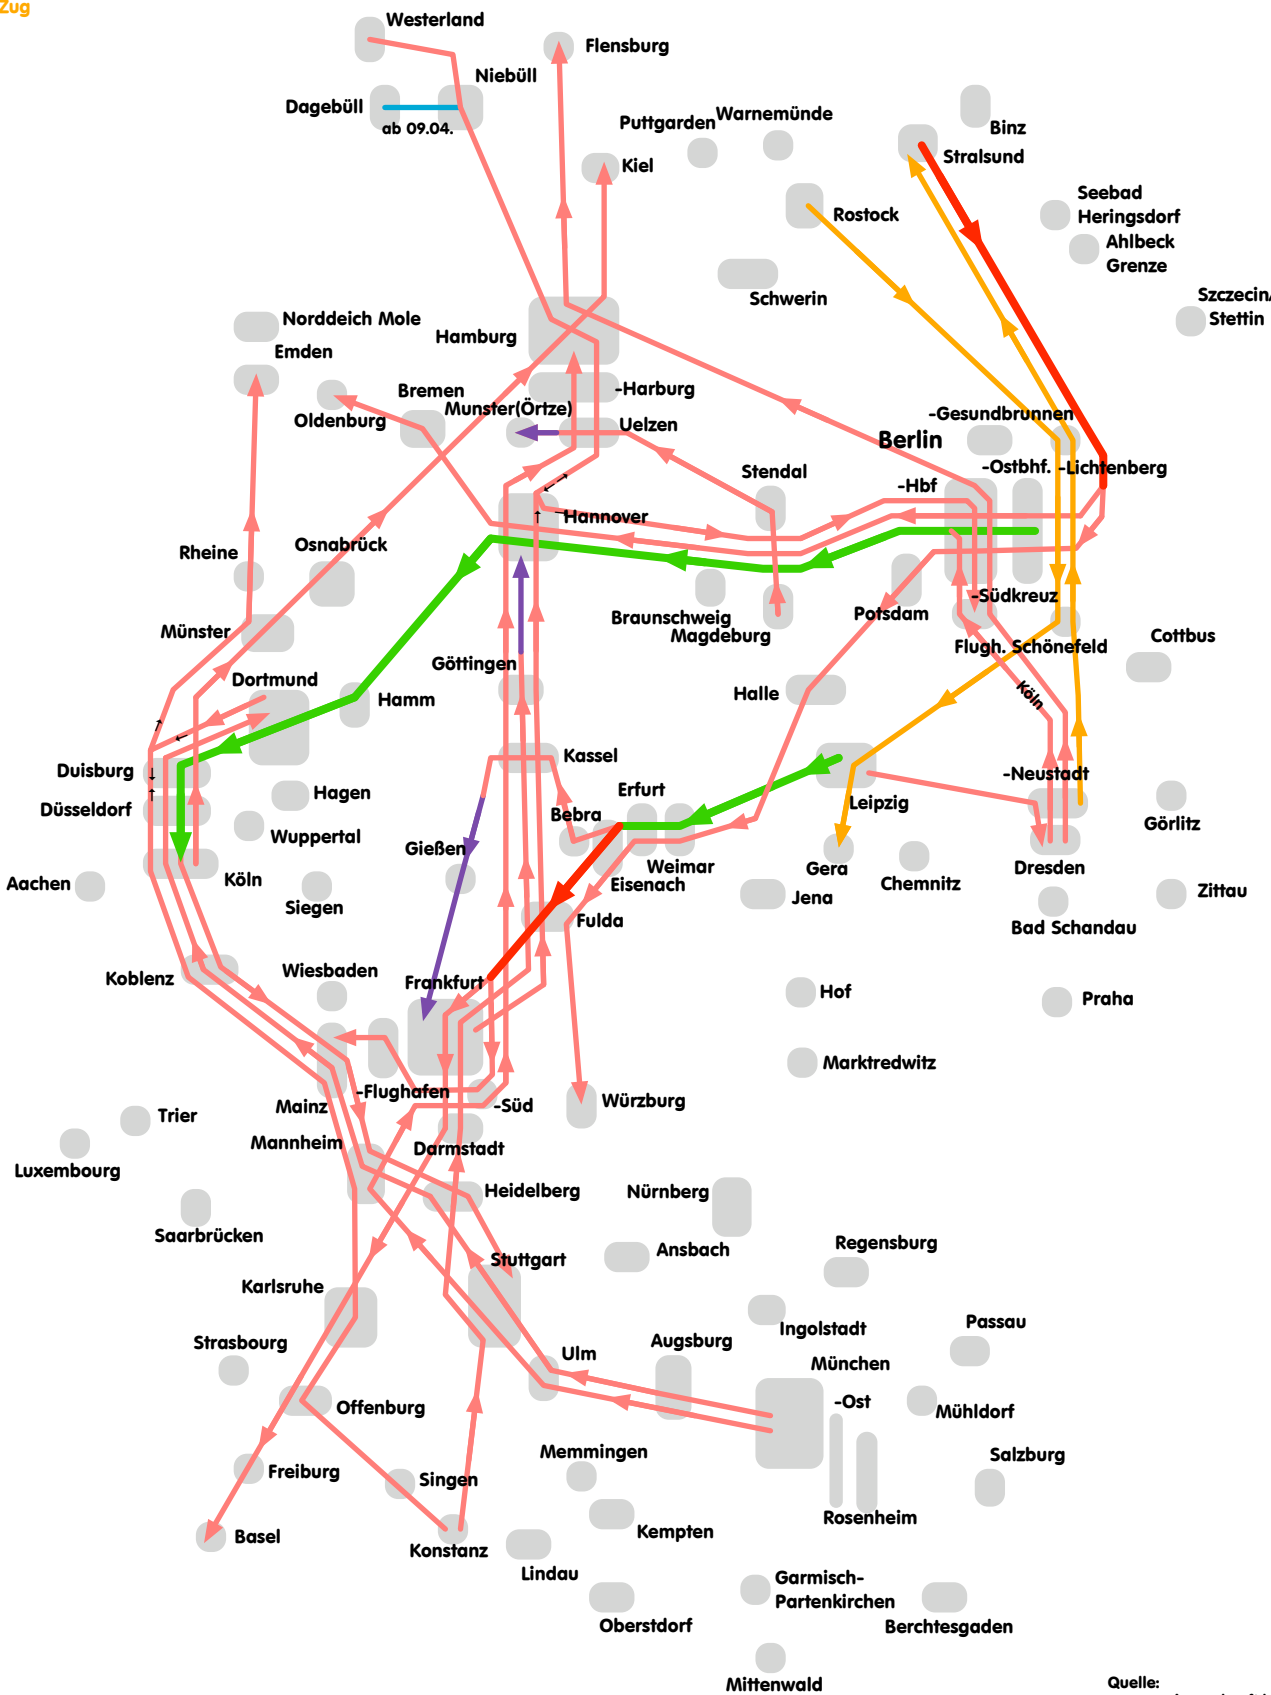 Zug
Westerland
Flensburg
Niebüll
Dagebüll
ab 09.04.
Puttgarden
Warnemünde
Binz
Stralsund
Kiel
Seebad
Heringsdorf
Rostock
Ahlbeck
Grenze
Schwerin
Szczecin/
Stettin
Norddeich Mole
Hamburg
Emden
-Harburg
Bremen
Munster(Örtze)
Oldenburg
Uelzen
-Gesundbrunnen
Berlin
-Ostbhf.
-Lichtenberg
Stendal
-Hbf
Hannover
Rheine
Osnabrück
-Südkreuz
Braunschweig
Potsdam
Magdeburg
Münster
Flugh. Schönefeld
Cottbus
Göttingen
Dortmund
Hamm
Halle
Köln
Kassel
Duisburg
-Neustadt
Hagen
Erfurt
Düsseldorf
Leipzig
Bebra
Görlitz
Wuppertal
Gießen
Weimar
Gera
Dresden
Köln
Aachen
Eisenach
Chemnitz
Zittau
Siegen
Jena
Fulda
Bad Schandau
Wiesbaden
Koblenz
Frankfurt
Hof
Praha
Marktredwitz
-Flughafen
Mainz
-Süd
Würzburg
Trier
Mannheim
Darmstadt
Luxembourg
Heidelberg
Nürnberg
Saarbrücken
Regensburg
Ansbach
Stuttgart
Karlsruhe
Ingolstadt
Passau
Strasbourg
Augsburg
Ulm
München
-Ost
Offenburg
Mühldorf
Memmingen
Salzburg
Freiburg
Singen
Rosenheim
Kempten
Basel
Konstanz
Lindau
Garmisch-
Partenkirchen
Oberstdorf
Berchtesgaden
Mittenwald
Quelle: